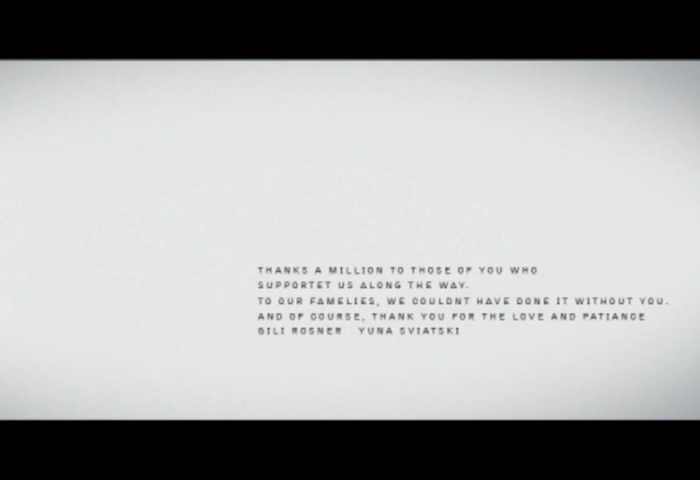 THANKS A MILLION TO THOSE OF YOU WHO
SUPPORTET US ALONG THE WAY.
TO OUR FAMELIES, WE COULDNT HAVE DONE IT WITHOUT YOU.
AND OF COURSE, THANK YOU FOR THE LOVE AND PATIANCE
GILI ROSNER YUNA SVIATSKI